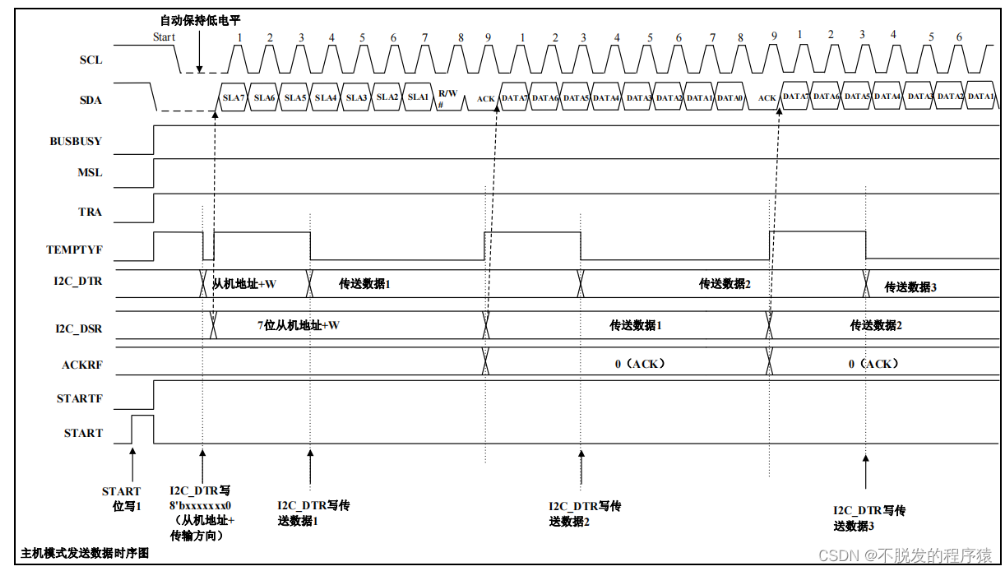 自动保持低电平
Start 1 2 3 4 5 6 7 8 9 1 2 3 4 5 6 7 8 9 1 2 3 4 5 6
SCL
SDA SLA7 SLA6 SLA5 SLA4 SLA3 SLA2 SLA1 R/W# ACK DATA7 DATA6 DATA5 DATA4 DATA3 DATA2 DATA1 DATA0 ACK DATA7 DATA6 DATA5 DATA4 DATA3 DATA2 DATA1
BUSBUSY
MSL
TRA
TEMPTYF
I2C_DTR 从机地址+W 传送数据1 传送数据2 传送数据3
I2C_DSR 7位从机地址+W 传送数据1 传送数据2
ACKRF 0（ACK） 0（ACK）
STARTF
START
START
位写1
I2C_DTR写
8'bxxxxxxx0
（从机地址+
传输方向）
I2C_DTR写传
送数据1
I2C_DTR写传
送数据2
I2C_DTR写传
送数据3
主机模式发送数据时序图
CSDN @不脱发的程序猿